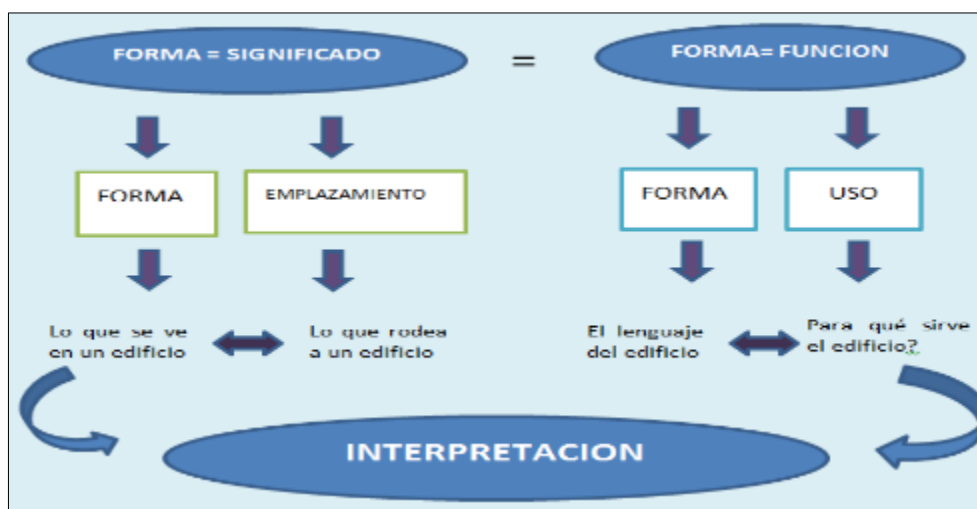 FORMA = SIGNIFICADO
=
FORMA= FUNCION
FORMA
EMPLAZAMIENTO
FORMA
USO
Lo que se ve
en un edificio
Lo que rodea
a un edificio
El lenguaje
del edificio
Para qué sirve
el edificio?
INTERPRETACION